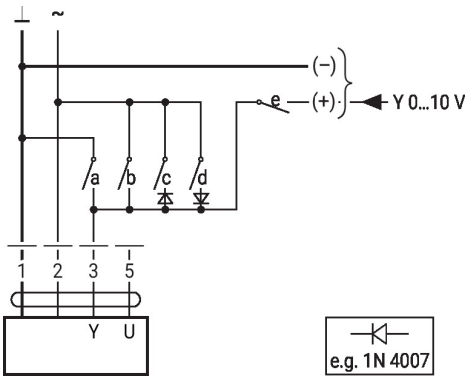 ⊥ ~
(–)
e (+) Y 0...10 V
a b c d
1 2 3 5
Y U
e.g. 1N 4007